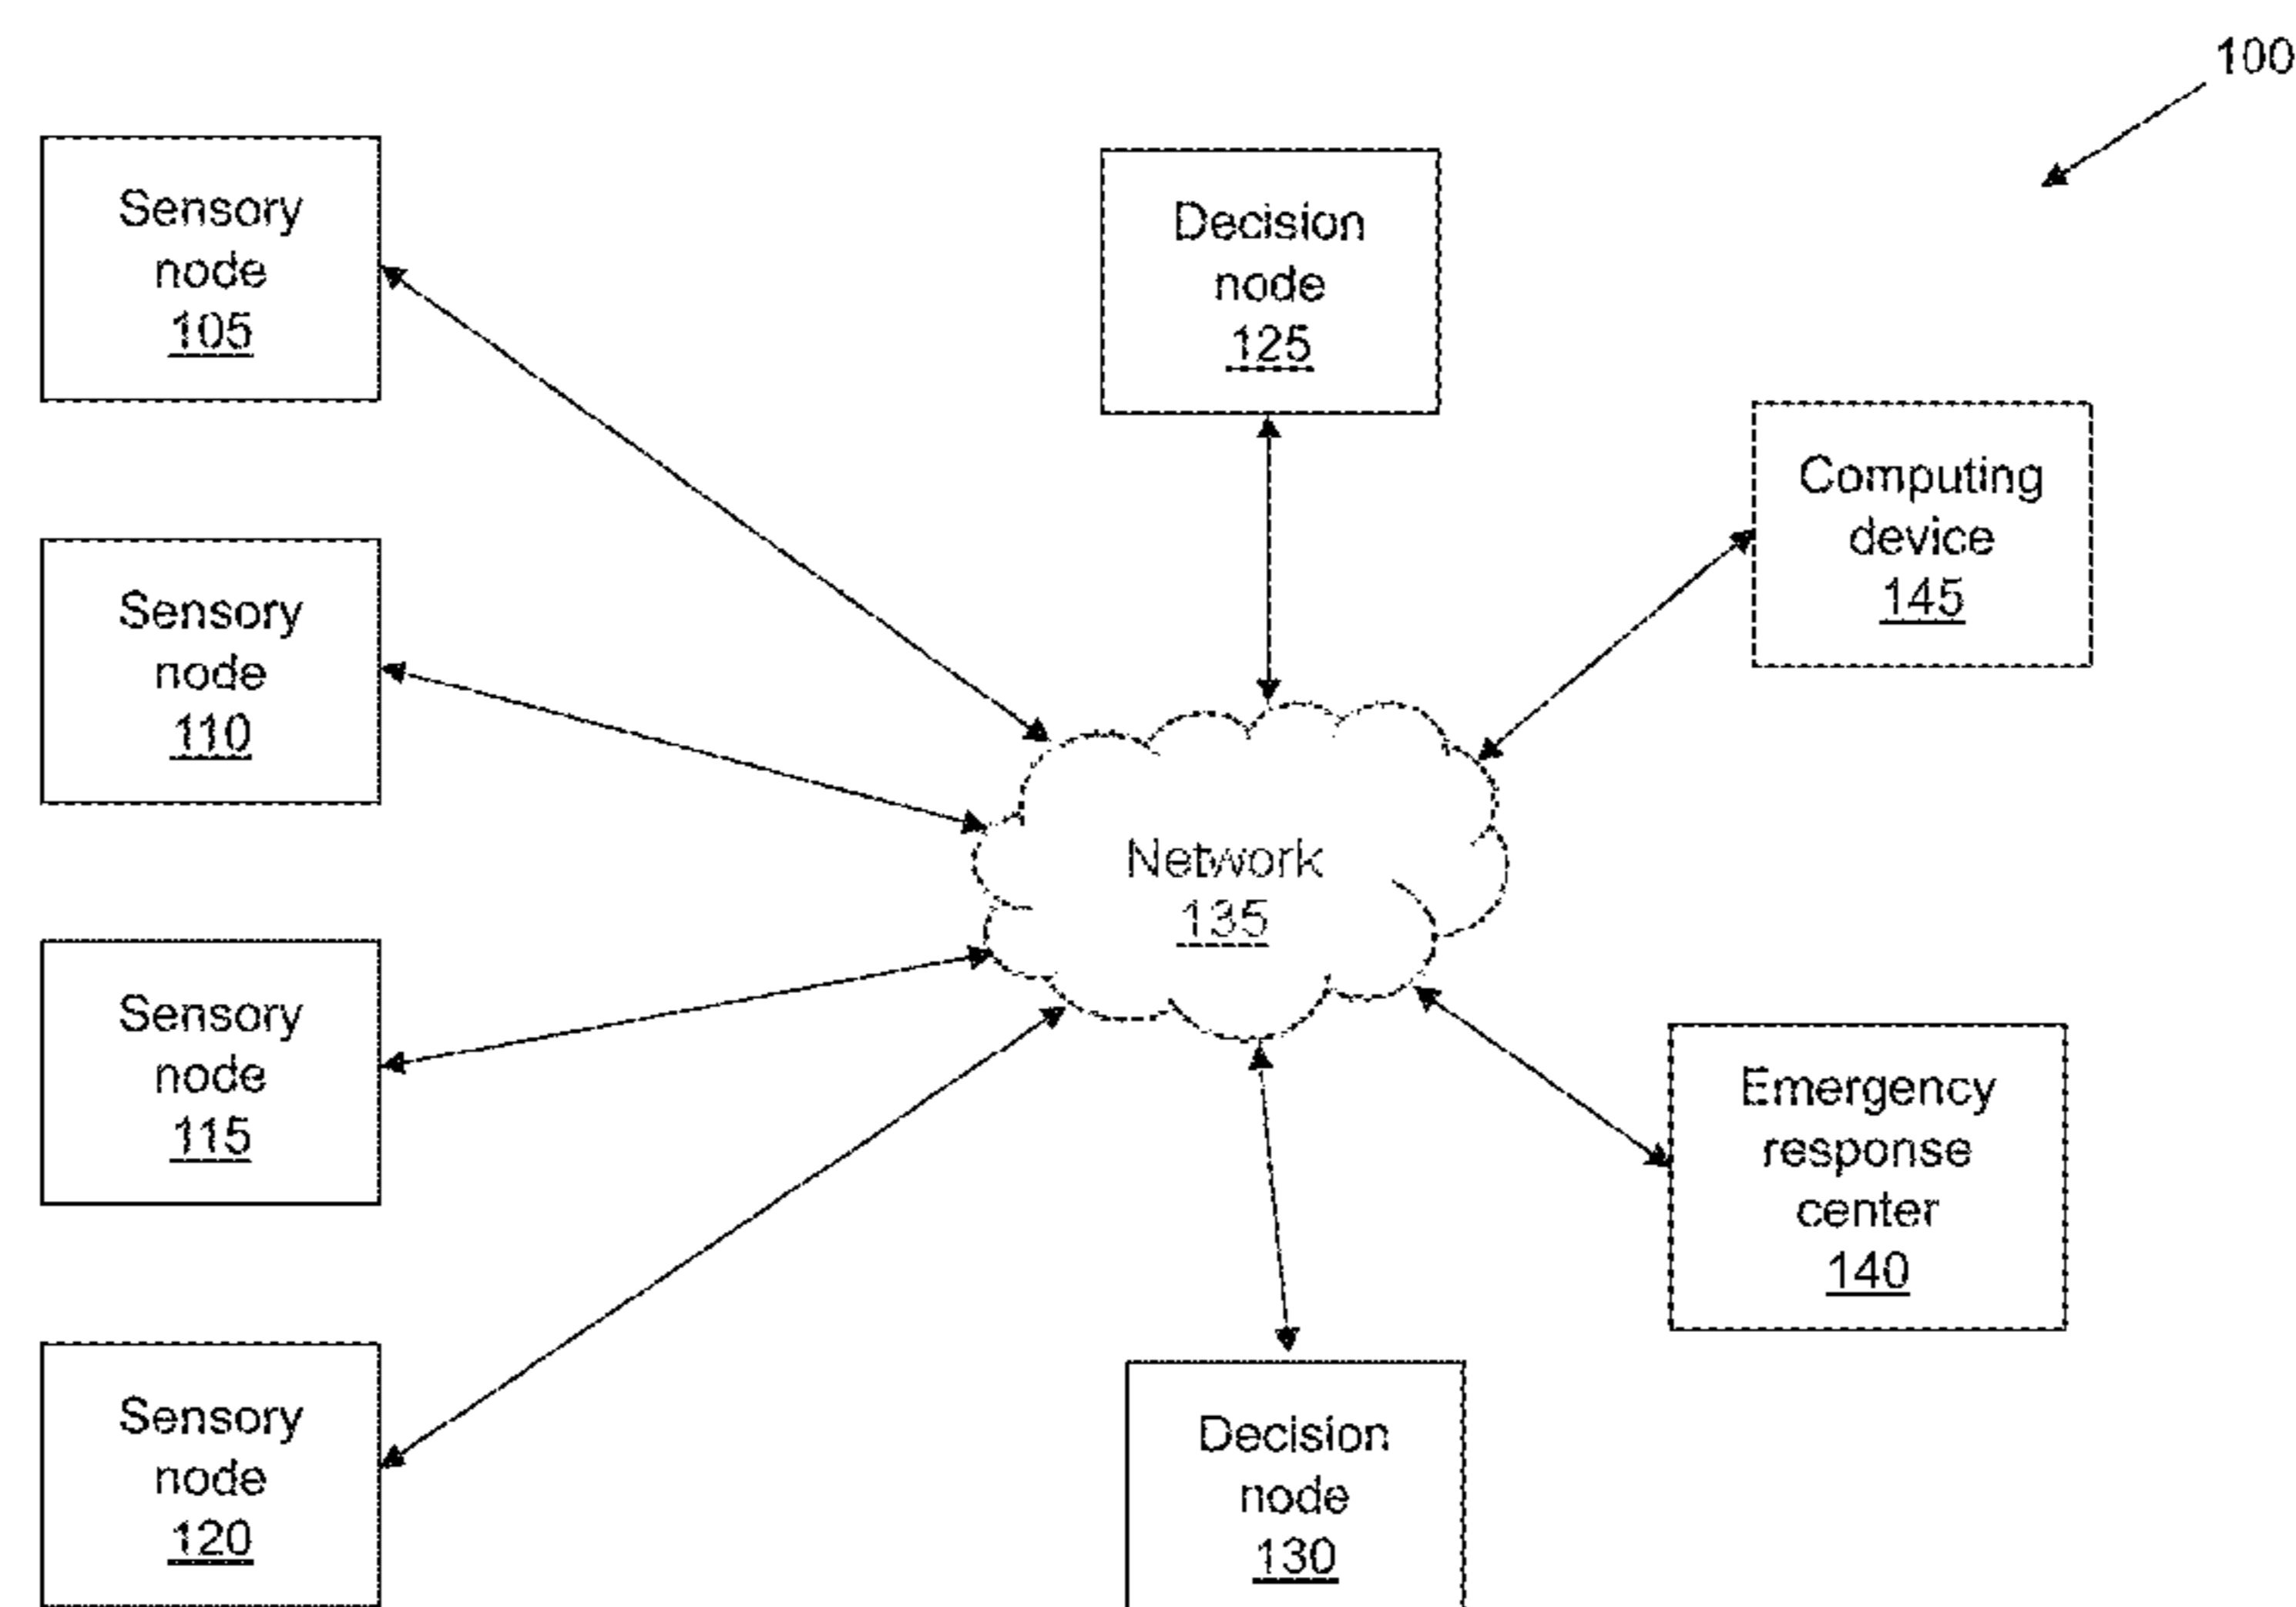 100
Sensory
node
105
Decision
node
125
Computing
device
145
Sensory
node
110
Network
135
Sensory
node
115
Emergency
response
center
140
Sensory
node
120
Decision
node
130